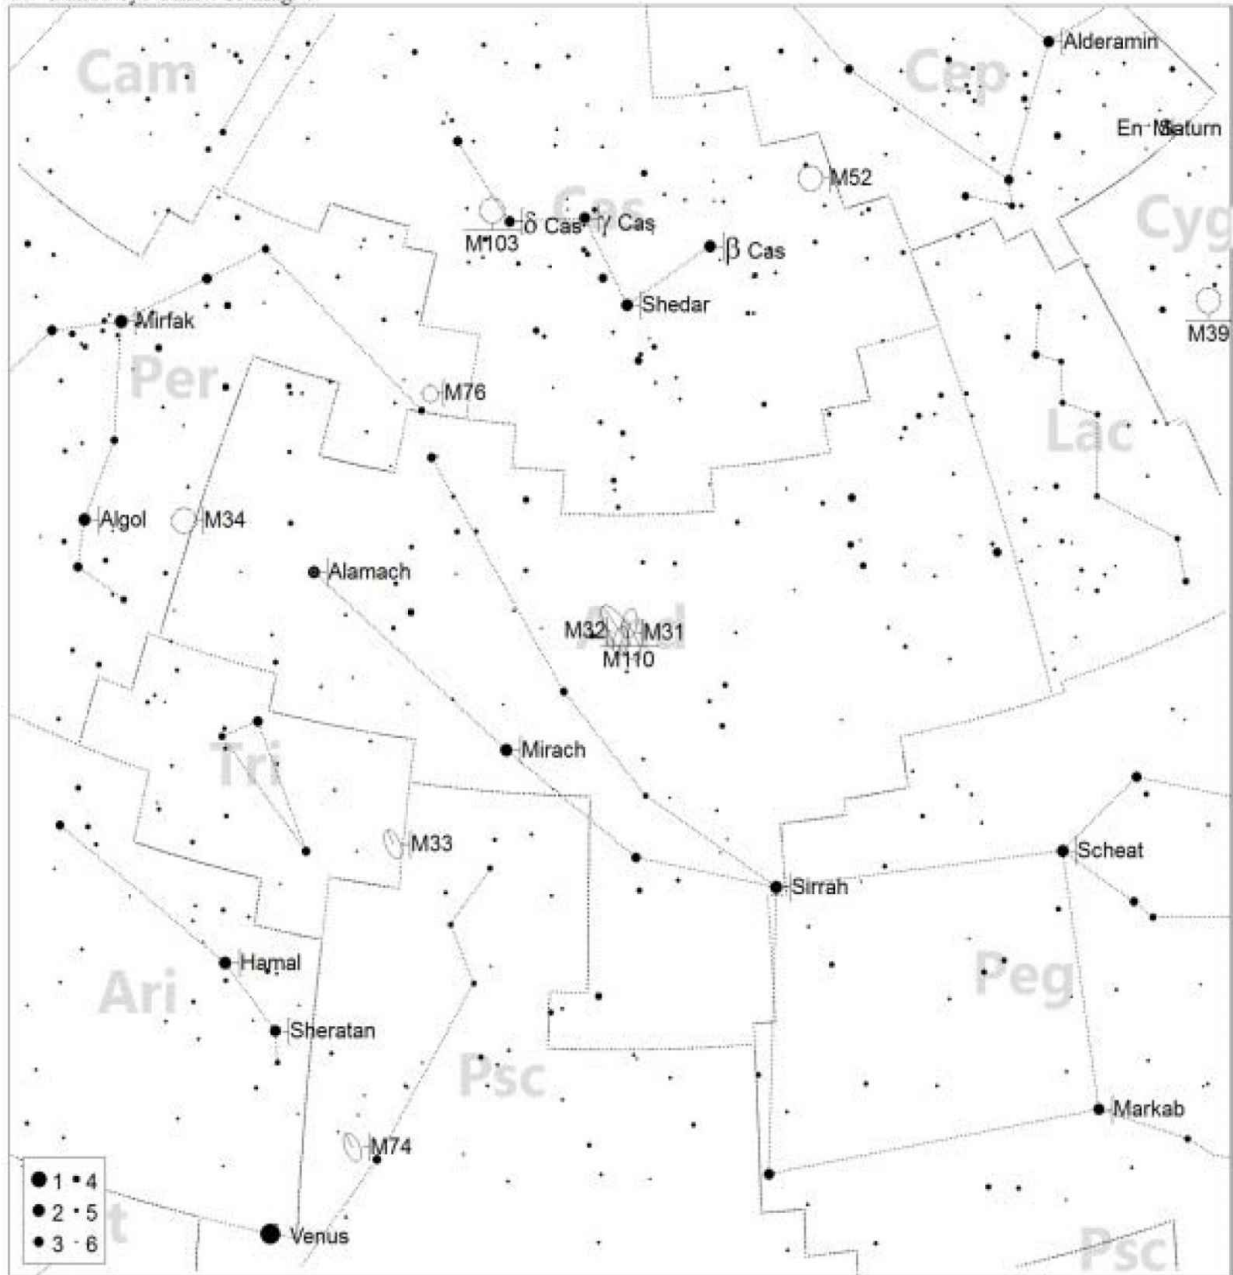 Alderamin
Cam
Cep
En
Saturn
M52
Cas
Cyg
M103
δ Cas
γ Cas
β Cas
Shedar
Mirfak
M39
Per
M76
Lac
Algol
M34
Alamach
And
M32
M31
M110
Mirach
Tri
M33
Scheat
Sirrah
Hamal
Ari
Peg
Sheratan
Psc
Markab
M74
1 4
2 5
3 6
t
Venus
Psc